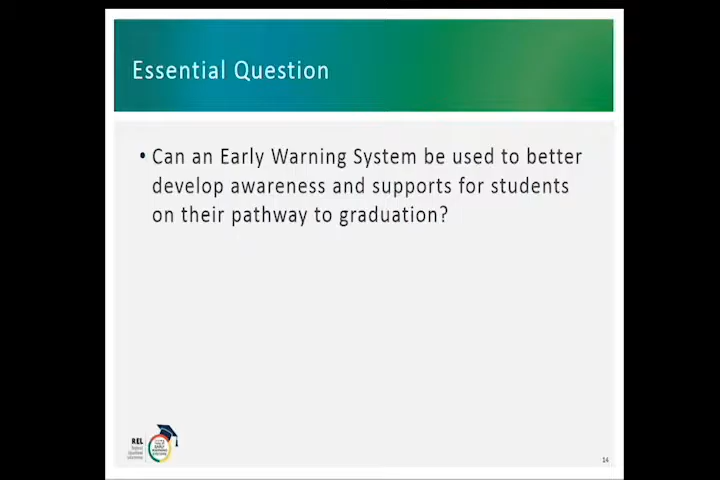 Essential Question
• Can an Early Warning System be used to better
develop awareness and supports for students
on their pathway to graduation?
REL
14